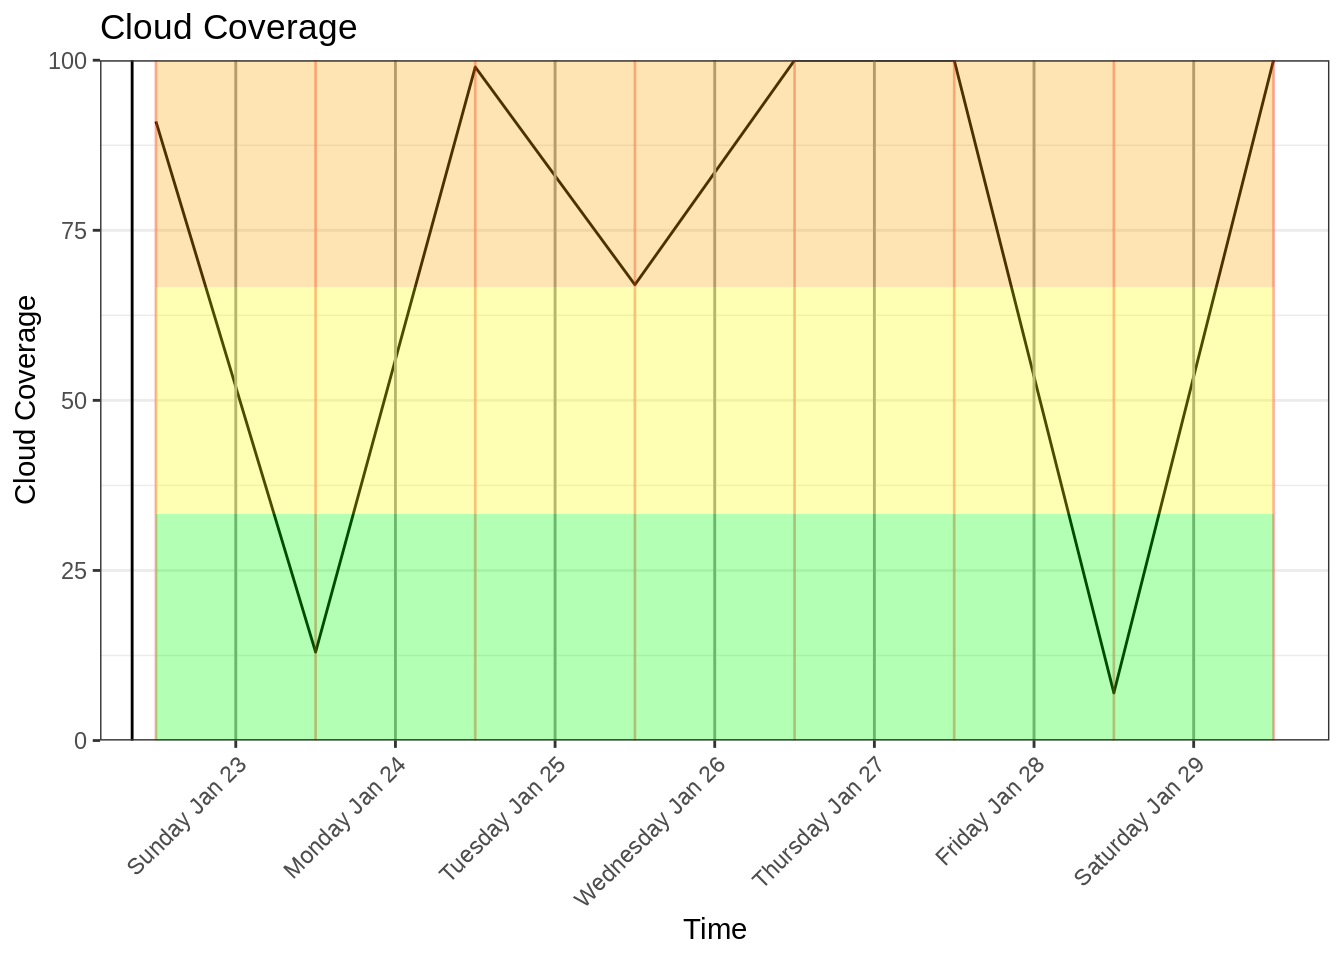 Cloud Coverage
100
75
50
25
0
Cloud Coverage
Sunday Jan 23
Monday Jan 24
Tuesday Jan 25
Wednesday Jan 26
Thursday Jan 27
Friday Jan 28
Saturday Jan 29
Time